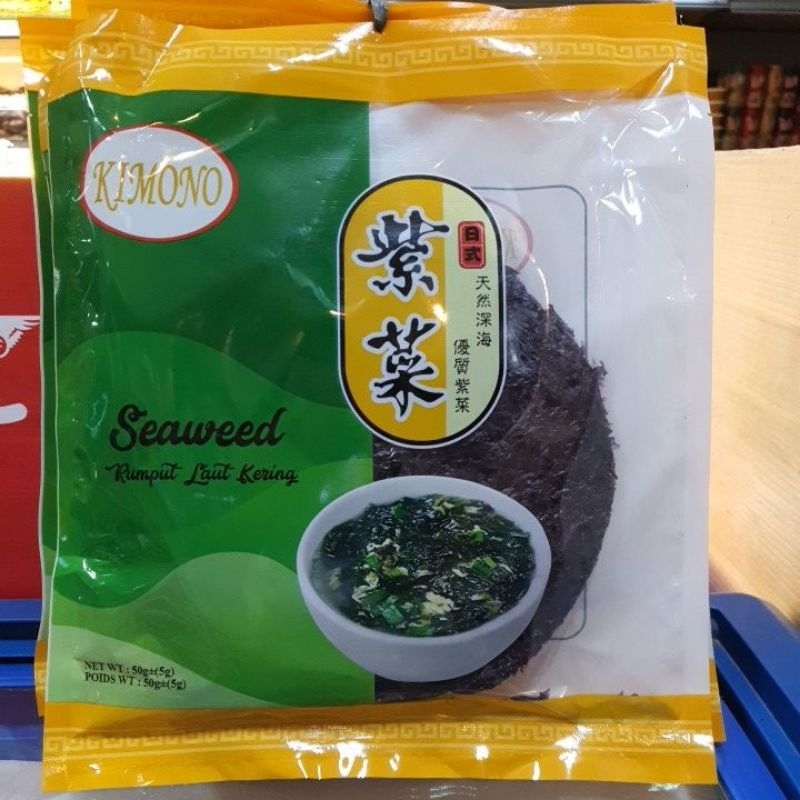 KIMONO
紫菜
日式
天然深海
優質紫菜
Seaweed
Rumput Laut Kering
NET WT : 50g±(5g)
POIDS WT : 50g±(5g)